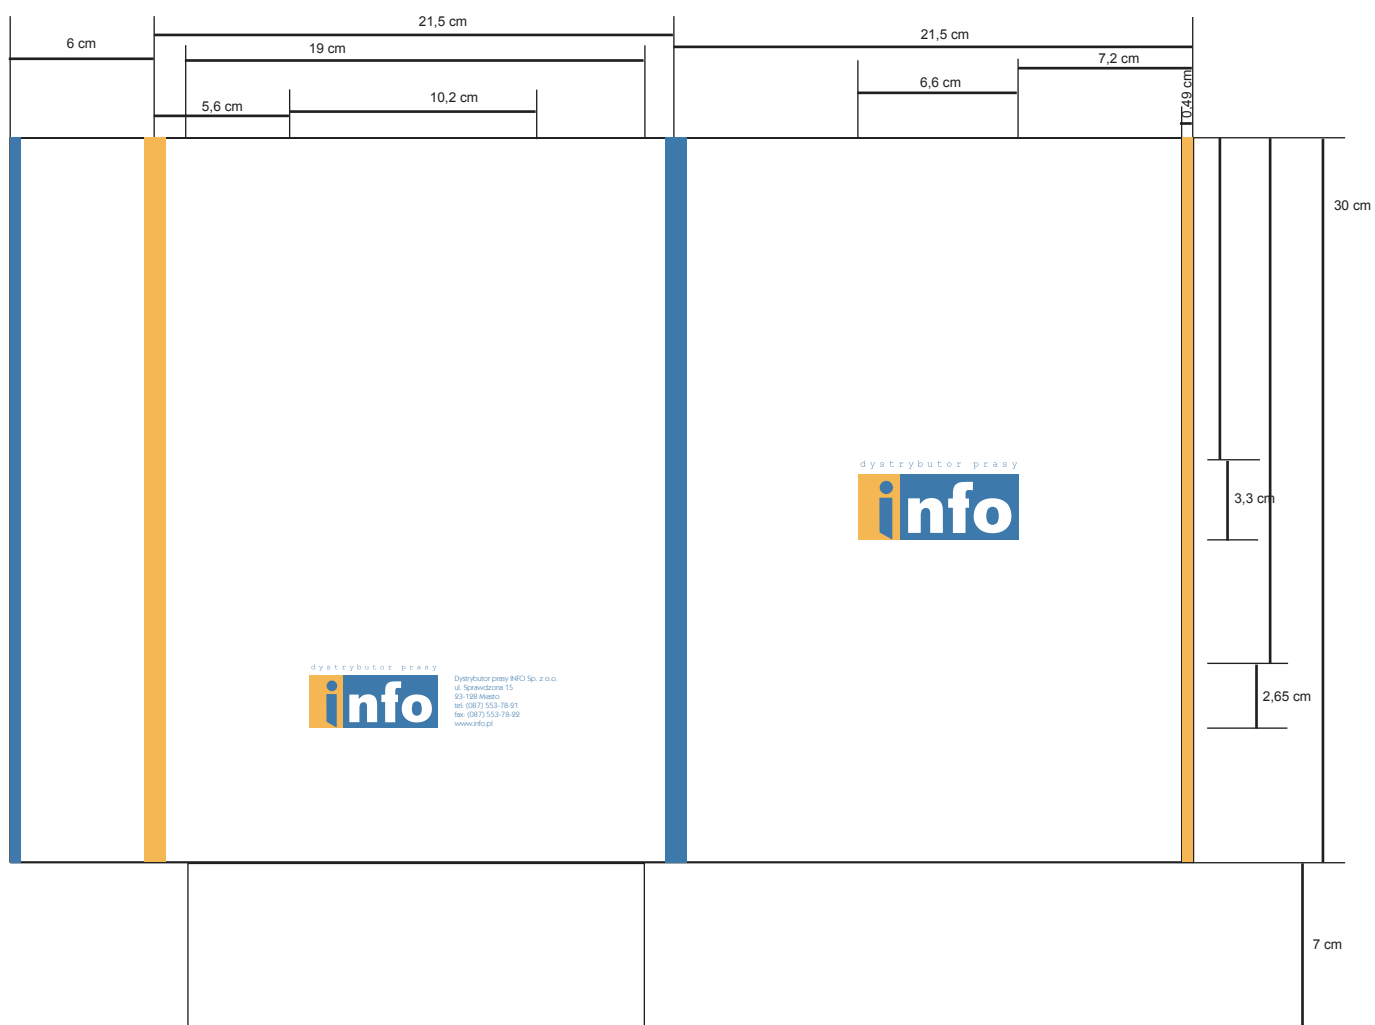 21,5 cm
6 cm
19 cm
21,5 cm
7,2 cm
5,6 cm
10,2 cm
6,6 cm
0,49 cm
30 cm
dystrybutor prasy
info
3,3 cm
dystrybutor prasy
info
Dystrybutor prasy INFO Sp. z o.o.
ul. Sprawdzona 15
23-128 Miasto
tel: (087) 553-78-21
fax: (087) 553-78-22
www.info.pl
2,65 cm
7 cm